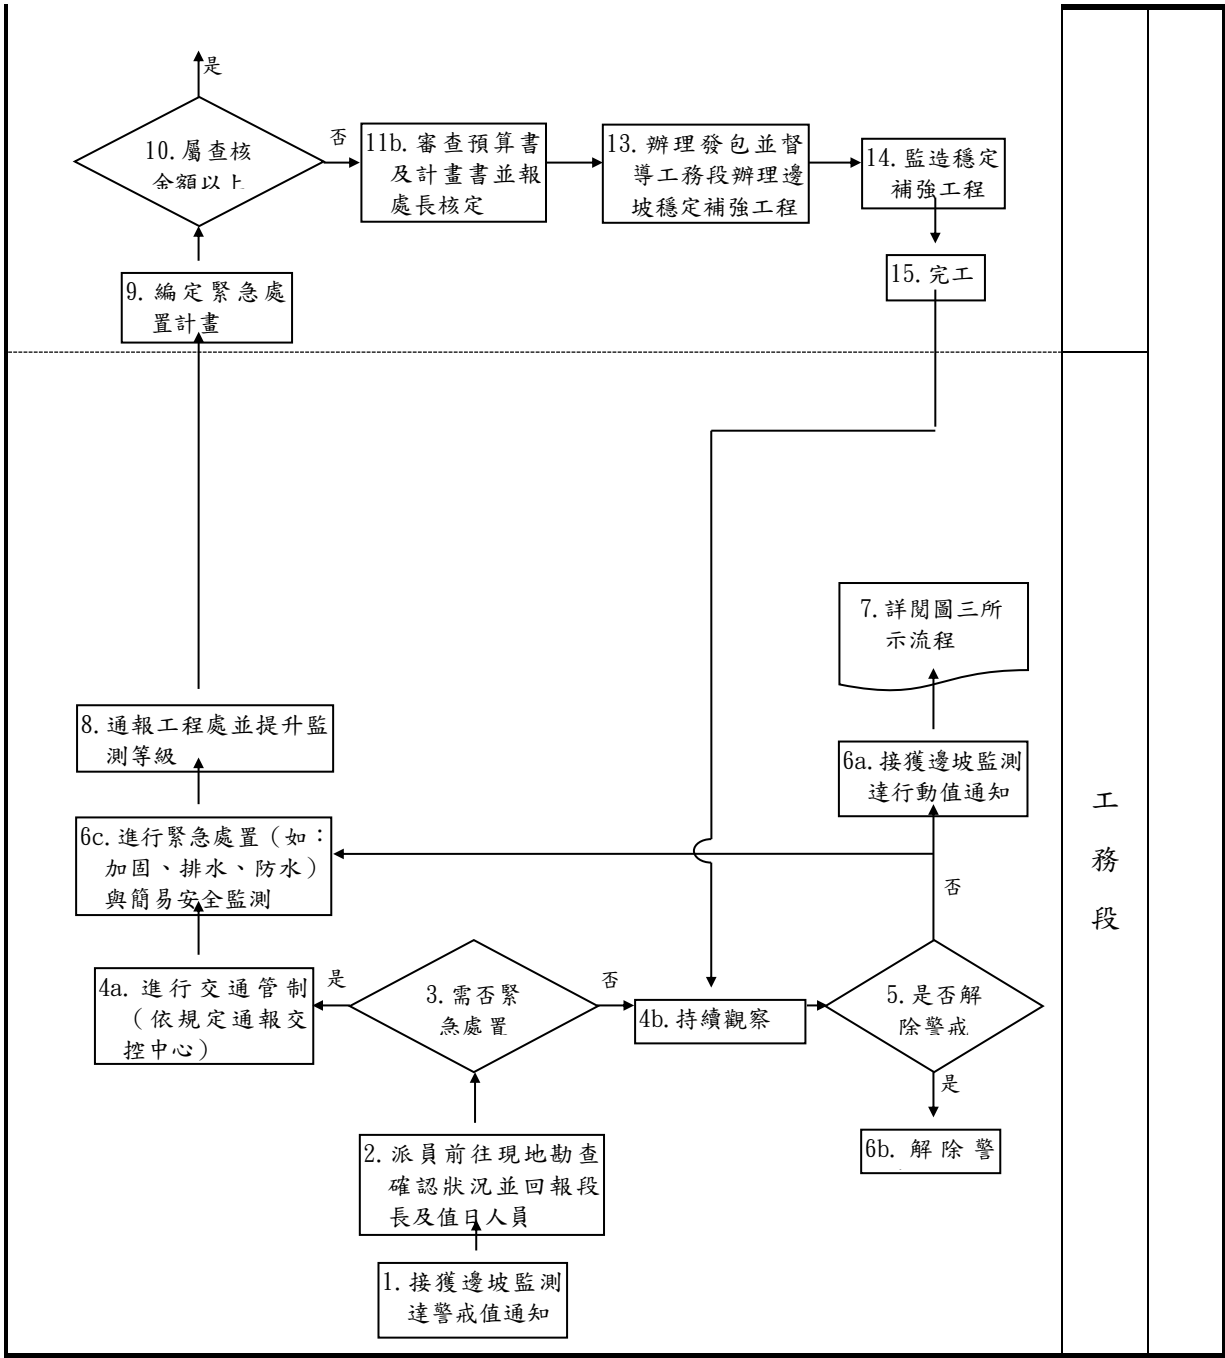 是
10.屬查核
金額以上
否
11b.審查預算書
及計畫書並報
處長核定
13.辦理發包並督
導工務段辦理邊
坡穩定補強工程
14.監造穩定
補強工程
15.完工
9.編定緊急處
置計畫
7.詳閱圖三所
示流程
8.通報工程處並提升監
測等級
6a.接獲邊坡監測
達行動值通知
6c.進行緊急處置（如：
加固、排水、防水）
與簡易安全監測
否
工
務
段
4a.進行交通管制
（依規定通報交
控中心）
是
3.需否緊
急處置
否
4b.持續觀察
5.是否解
除警戒
是
6b.解除警
2.派員前往現地勘查
確認狀況並回報段
長及值日人員
1.接獲邊坡監測
達警戒值通知